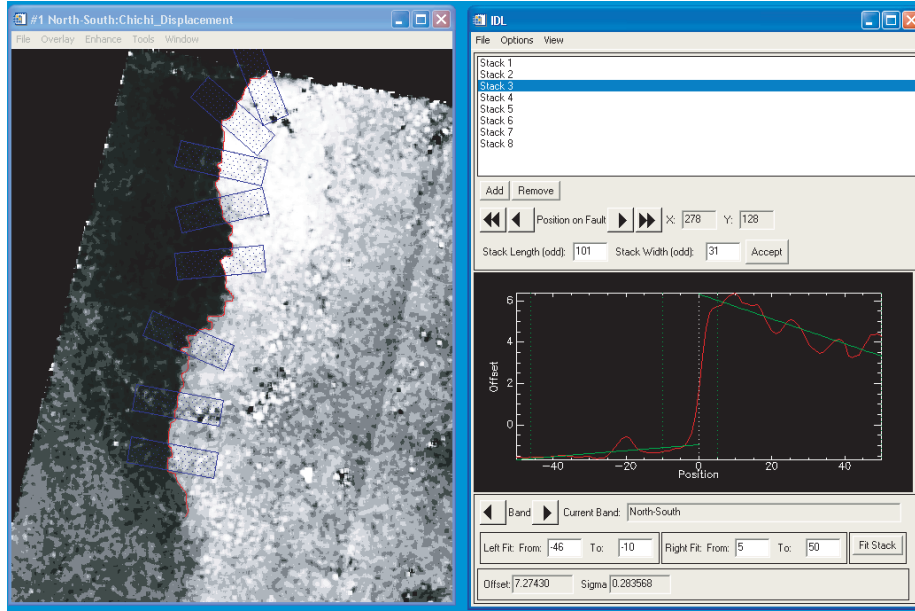 #1 North-South:Chichi_Displacement
File Overlay Enhance Tools Window
IDL
File Options View
Stack 1
Stack 2
Stack 3
Stack 4
Stack 5
Stack 6
Stack 7
Stack 8
Add Remove
Position on Fault X: 278 Y: 128
Stack Length (odd): 101 Stack Width (odd): 31 Accept
6
4
2
0
Offset
-40 -20 0 20 40
Position
Band Current Band: North-South
Left Fit: From: -46 To: -10 Right Fit: From: 5 To: 50 Fit Stack
Offset: 7.27430 Sigma 0.283568